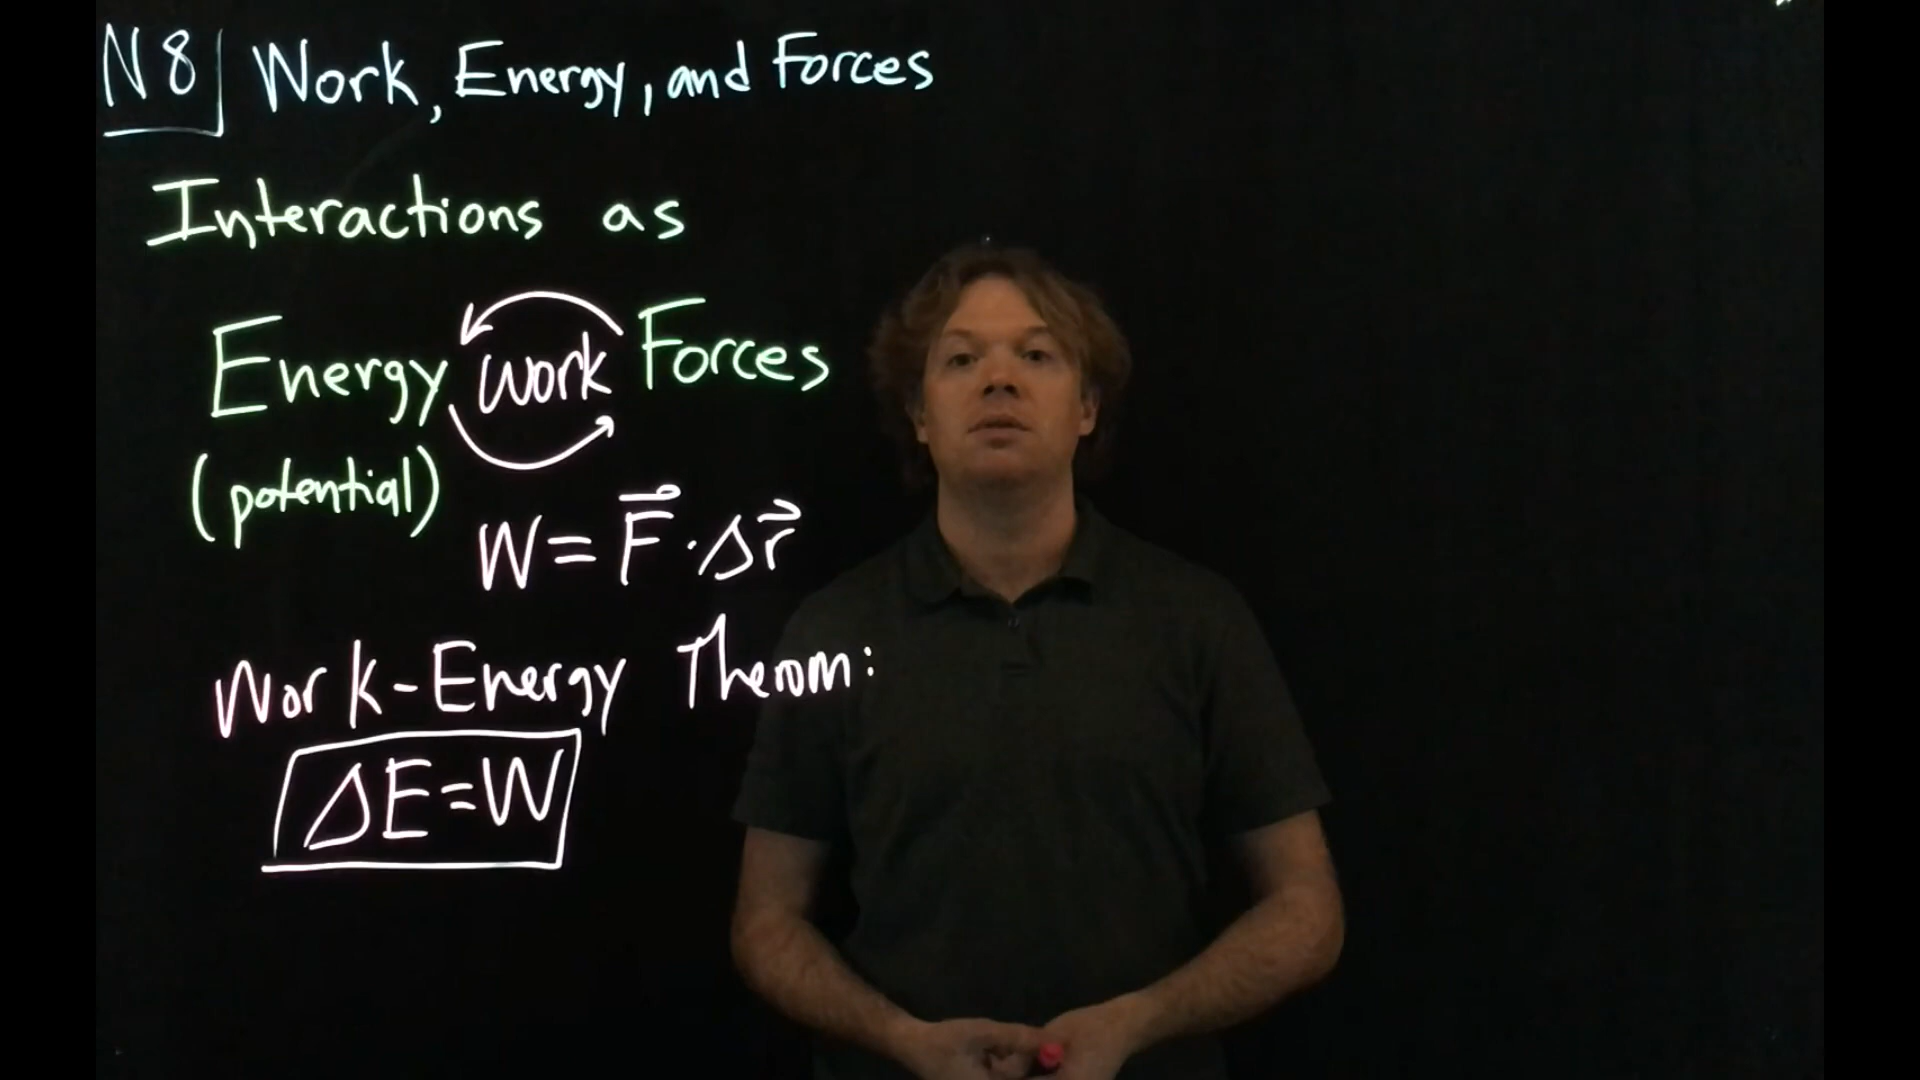 N8 Work, Energy, and Forces
Interactions as
Energy work Forces
(potential)
W = F⃗ · Δr⃗
Work-Energy Therom:
ΔE=W